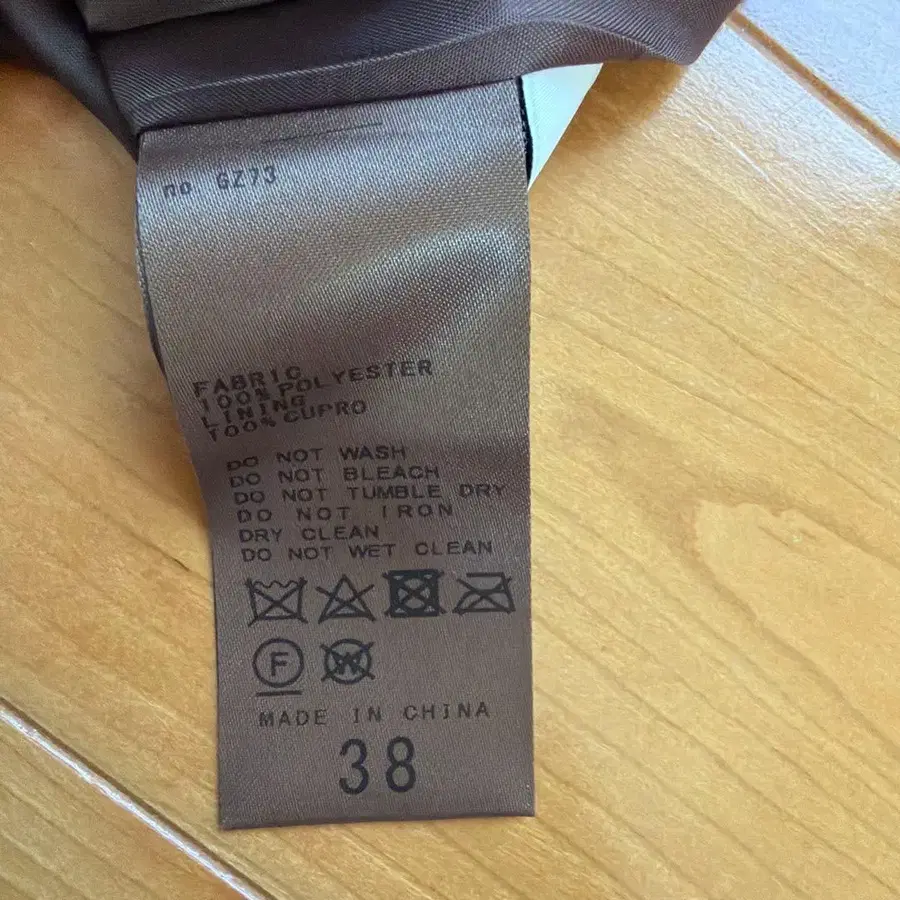 no GZ73
FABRIC
100% POLYESTER
LINING
100% CUPRO
DO NOT WASH
DO NOT BLEACH
DO NOT TUMBLE DRY
DO NOT IRON
DRY CLEAN
DO NOT WET CLEAN
F W
MADE IN CHINA
38